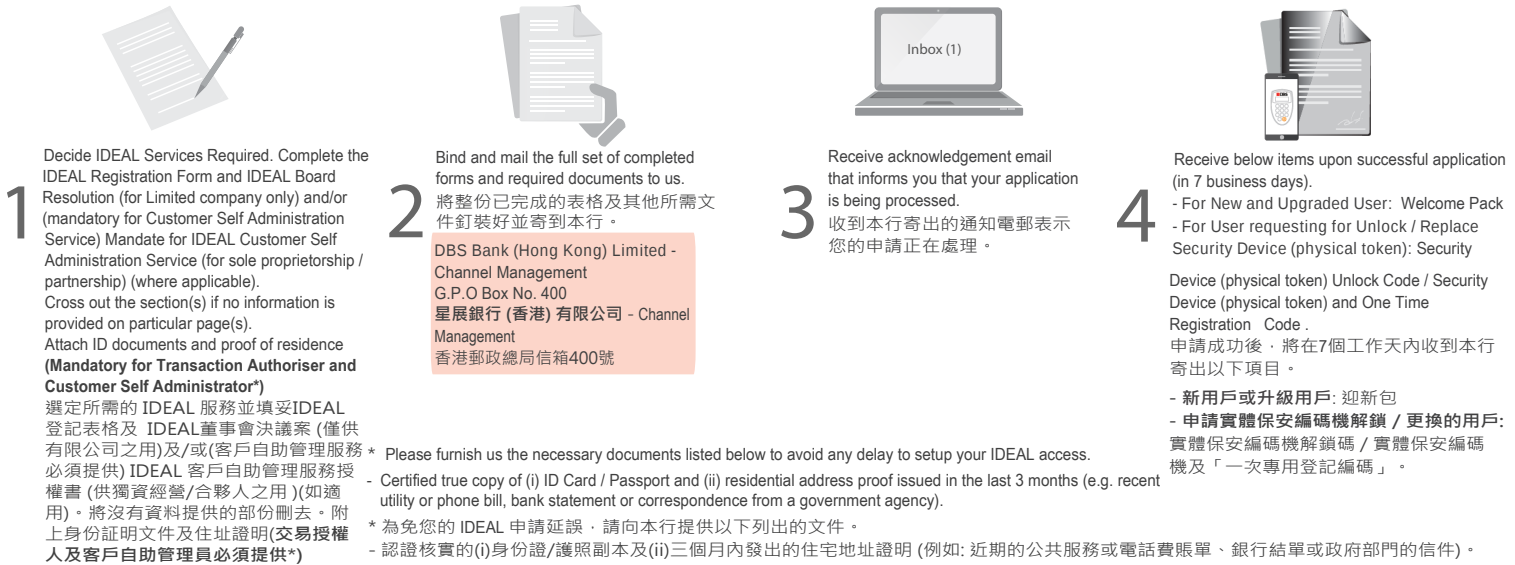 1
Decide IDEAL Services Required. Complete the
IDEAL Registration Form and IDEAL Board
Resolution (for Limited company only) and/or
(mandatory for Customer Self Administration
Service) Mandate for IDEAL Customer Self
Administration Service (for sole proprietorship /
partnership) (where applicable).
Cross out the section(s) if no information is
provided on particular page(s).
Attach ID documents and proof of residence
(Mandatory for Transaction Authoriser and
Customer Self Administrator*)
選定所需的 IDEAL 服務並填妥IDEAL
登記表格及 IDEAL董事會決議案 (僅供
有限公司之用)及/或(客戶自助管理服務
必須提供) IDEAL 客戶自助管理服務授
權書 (供獨資經營/合夥人之用 )(如適
用)。將沒有資料提供的部份刪去。附
上身份証明文件及住址證明(交易授權
人及客戶自助管理員必須提供*)
2
Bind and mail the full set of completed
forms and required documents to us.
將整份已完成的表格及其他所需文
件釘裝好並寄到本行。
DBS Bank (Hong Kong) Limited -
Channel Management
G.P.O Box No. 400
星展銀行 (香港) 有限公司 - Channel
Management
香港郵政總局信箱400號
Inbox (1)
3
Receive acknowledgement email
that informs you that your application
is being processed.
收到本行寄出的通知電郵表示
您的申請正在處理。
DBS
4
Receive below items upon successful application
(in 7 business days).
- For New and Upgraded User: Welcome Pack
- For User requesting for Unlock / Replace
Security Device (physical token): Security
Device (physical token) Unlock Code / Security
Device (physical token) and One Time
Registration Code .
申請成功後，將在7個工作天內收到本行
寄出以下項目。
- 新用戶或升級用戶: 迎新包
- 申請實體保安編碼機解鎖 / 更換的用戶:
實體保安編碼機解鎖碼 / 實體保安編碼
機及「一次專用登記編碼」。
* Please furnish us the necessary documents listed below to avoid any delay to setup your IDEAL access.
- Certified true copy of (i) ID Card / Passport and (ii) residential address proof issued in the last 3 months (e.g. recent
utility or phone bill, bank statement or correspondence from a government agency).
* 為免您的 IDEAL 申請延誤，請向本行提供以下列出的文件。
- 認證核實的(i)身份證/護照副本及(ii)三個月內發出的住宅地址證明 (例如: 近期的公共服務或電話費賬單、銀行結單或政府部門的信件)。